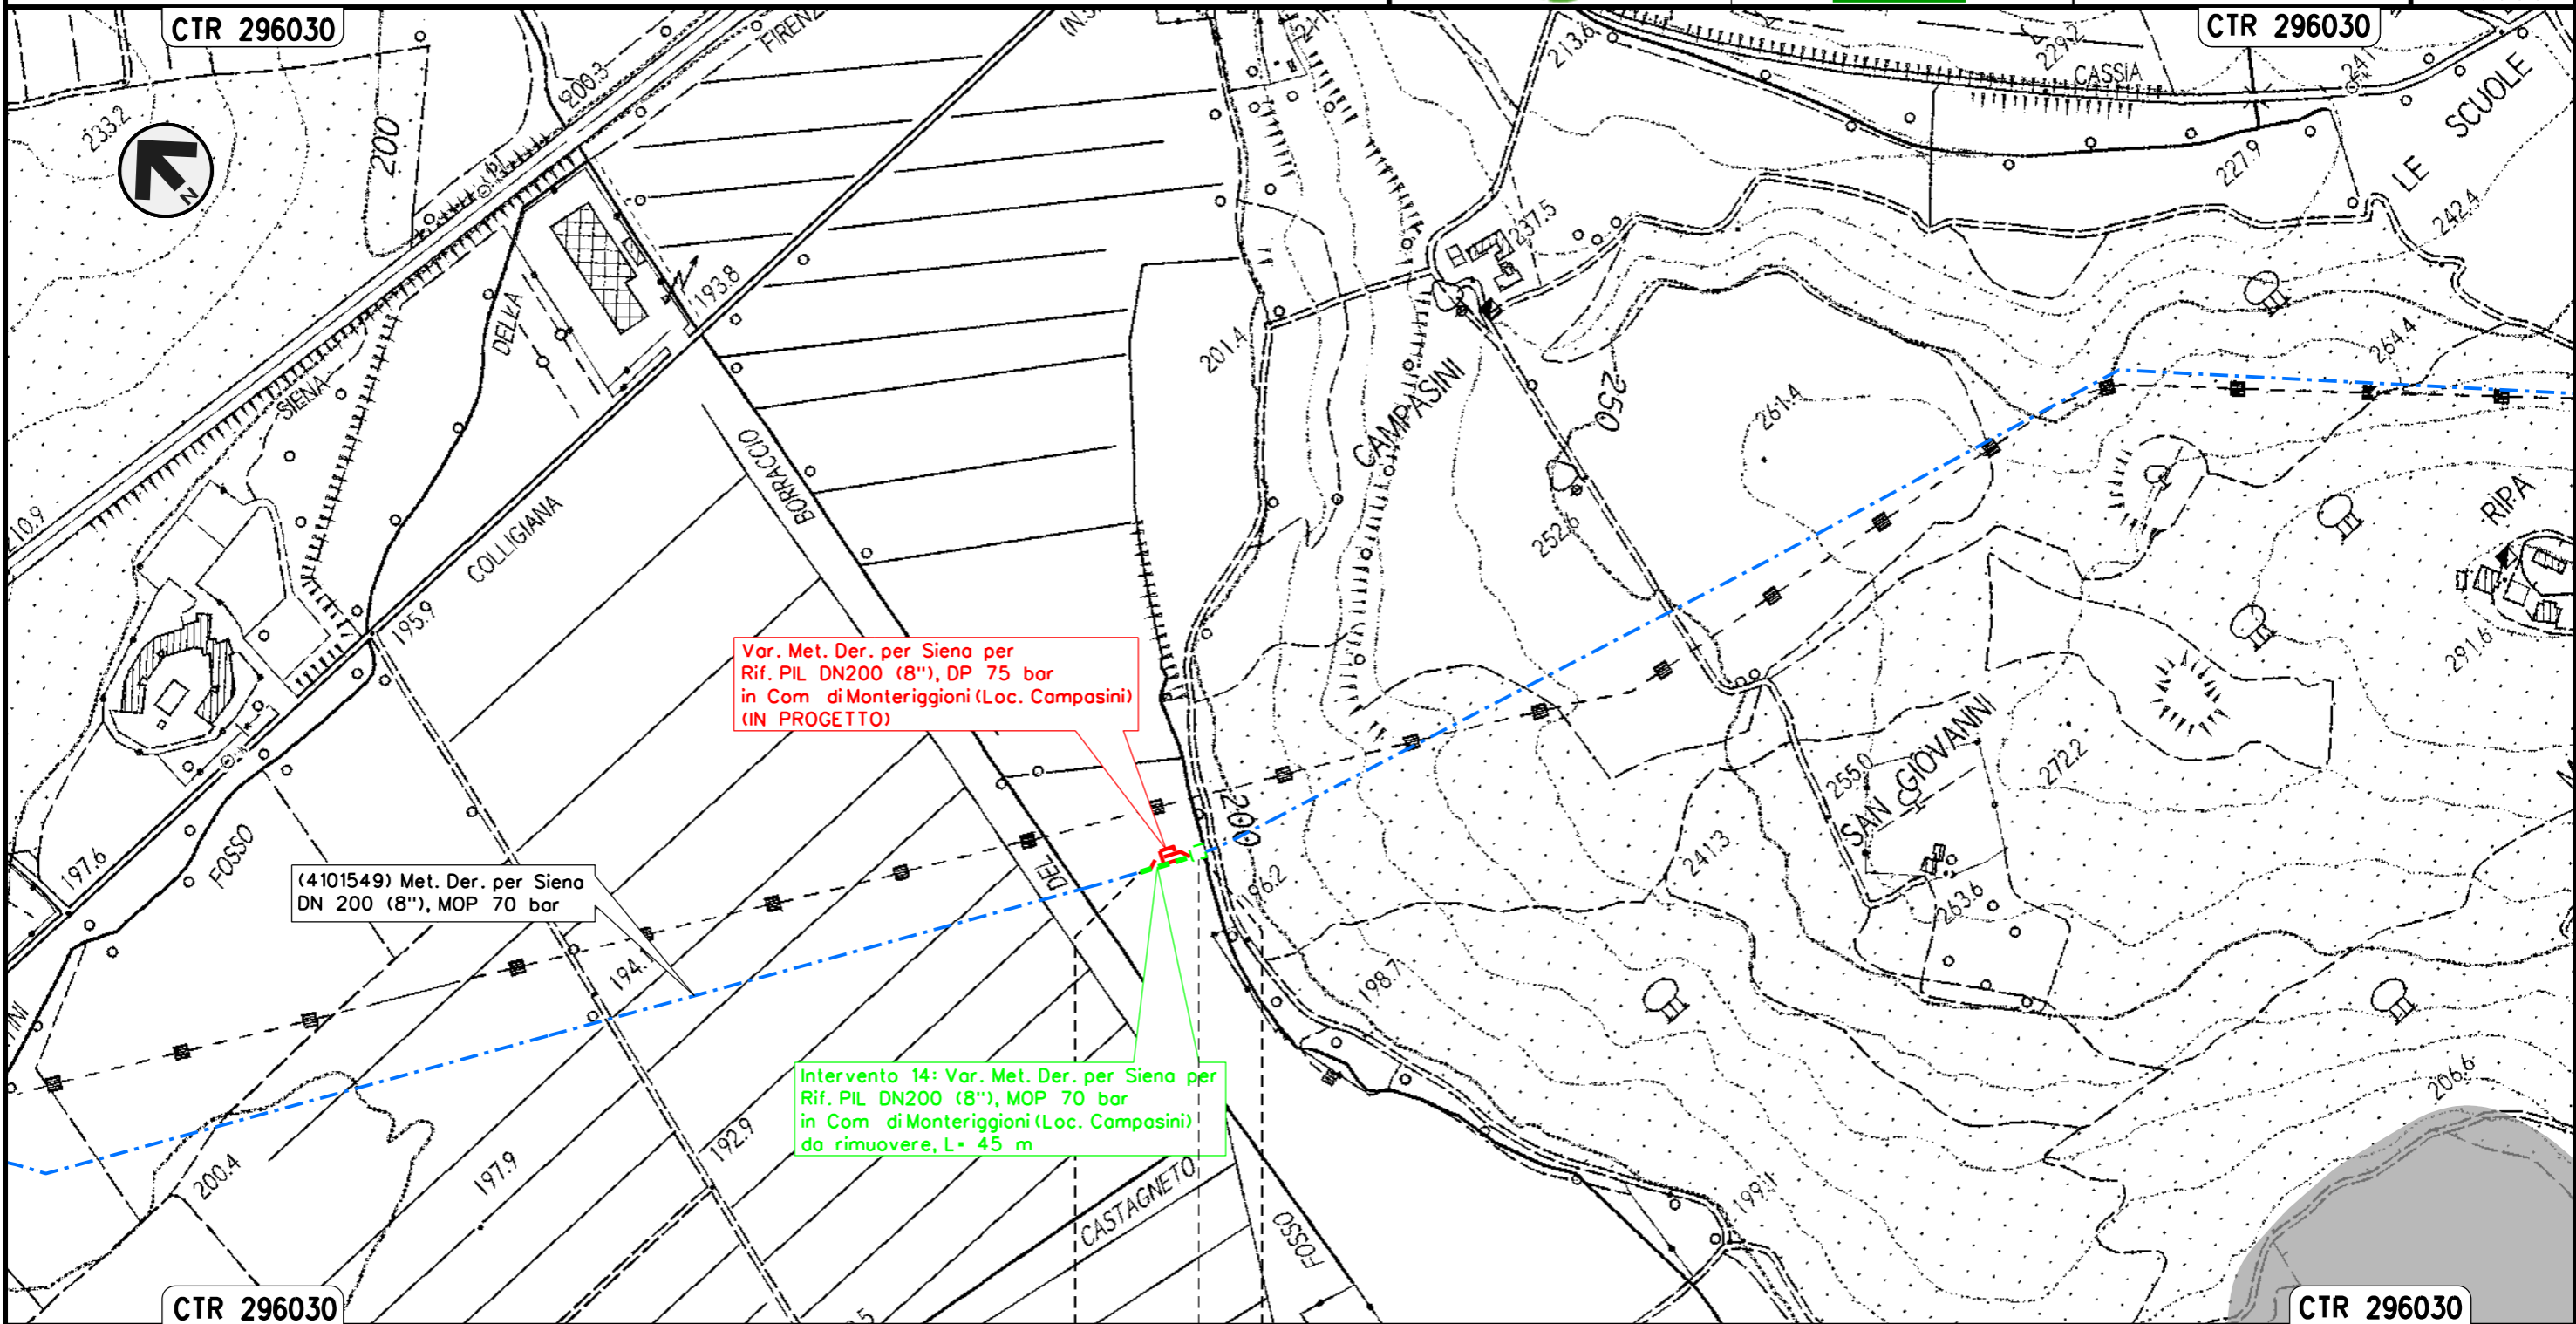 CTR 296030
CTR 296030
FIRENZ
(N.5
211
213.6
229.2
CASSIA
241
LE SCUOLE
233.2
200
200.3
N
227.9
242.4
237.5
193.8
DELLA
201.4
264.4
SIENA
CAMPASINI
250
261.4
BORRACCIO
252.6
RIPA
10.9
COLLIGIANA
195.9
291.6
Var. Met. Der. per Siena per
Rif. PIL DN200 (8"), DP 75 bar
in Com di Monteriggioni (Loc. Campasini)
(IN PROGETTO)
SAN GIOVANNI
255.0
272.2
200
197.6
FOSSO
241.3
(4101549) Met. Der. per Siena
DN 200 (8"), MOP 70 bar
DEL
196.2
263.6
194.1
198.7
INI
Intervento 14: Var. Met. Der. per Siena per
Rif. PIL DN200 (8"), MOP 70 bar
in Com di Monteriggioni (Loc. Campasini)
da rimuovere, L= 45 m
206.6
192.9
200.4
197.9
CASTAGNETO
FOSSO
199.1
CTR 296030
CTR 296030